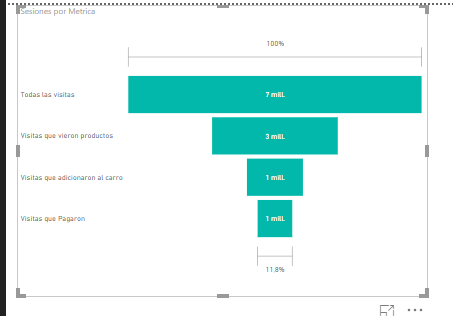 Sesiones por Metrica
100%
Todas las visitas
7 mill.
Visitas que vieron productos
3 mill.
Visitas que adicionaron al carro
1 mill.
Visitas que Pagaron
1 mill.
11.8%